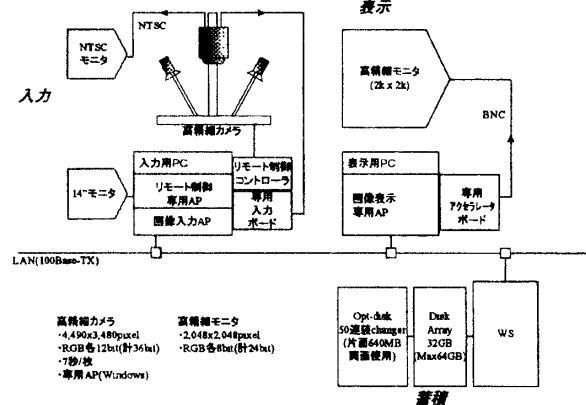 表示
NTSC
NTSC
モニタ
高精細モニタ
(2k x 2k)
入力
BNC
高精細カメラ
入力用PC
リモート制御
コントローラ
表示用PC
14"モニタ
リモート制御
専用AP
専用
入力
ボード
画像表示
専用AP
専用
アクセラレータ
ボード
画像入力AP
LAN(100Base-TX)
高精細カメラ
・4,490x3,480pixel
・RGB各12bit(計36bit)
・7秒/枚
・専用AP(Windows)
高精細モニタ
・2,048x2,048pixel
・RGB各8bit(計24bit)
Opt-disk
50連装changer
(片面640MB
両面使用)
Disk
Array
32GB
(Max64GB)
WS
蓄積